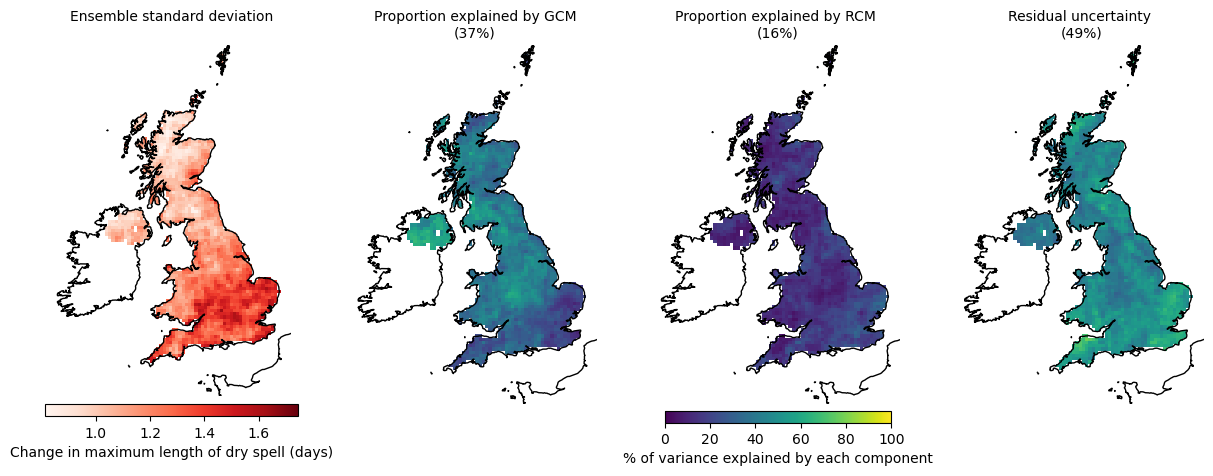 Ensemble standard deviation
Proportion explained by GCM
(37%)
Proportion explained by RCM
(16%)
Residual uncertainty
(49%)
1.0 1.2 1.4 1.6
Change in maximum length of dry spell (days)
0 20 40 60 80 100
% of variance explained by each component